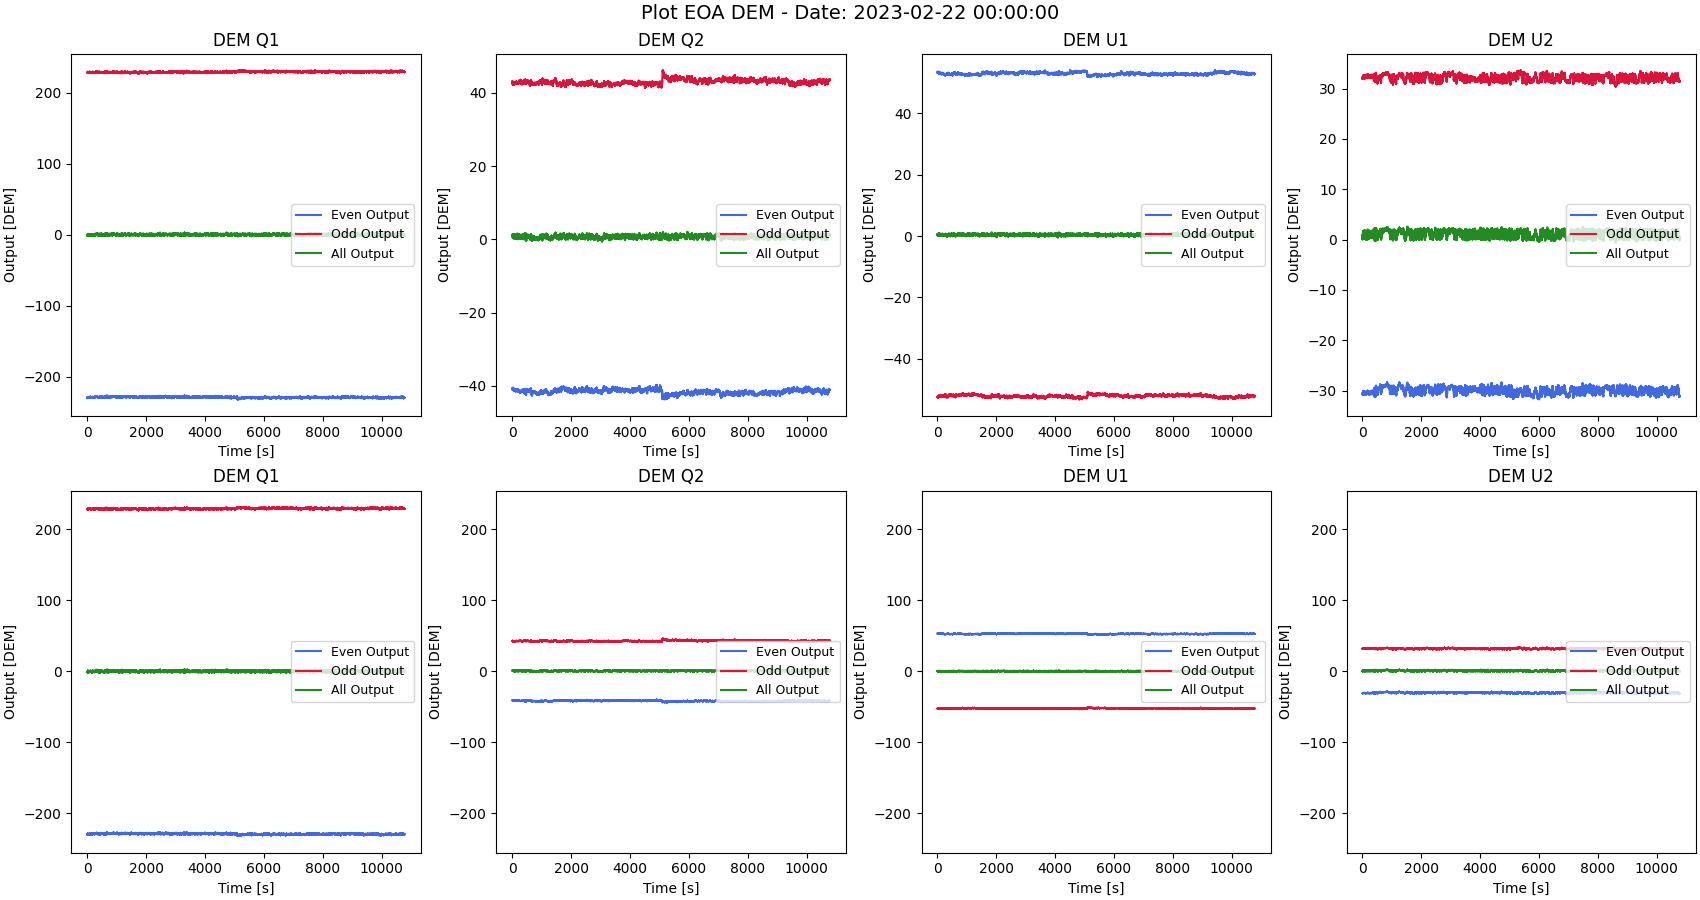 Plot EOA DEM - Date: 2023-02-22 00:00:00
DEM Q1
Output [DEM]
200
100
0
−100
−200
Even Output
Odd Output
All Output
0 2000 4000 6000 8000 10000
Time [s]
DEM Q2
Output [DEM]
40
20
0
−20
−40
Even Output
Odd Output
All Output
0 2000 4000 6000 8000 10000
Time [s]
DEM U1
Output [DEM]
40
20
0
−20
−40
Even Output
Odd Output
All Output
0 2000 4000 6000 8000 10000
Time [s]
DEM U2
Output [DEM]
30
20
10
0
−10
−20
−30
Even Output
Odd Output
All Output
0 2000 4000 6000 8000 10000
Time [s]
DEM Q1
Output [DEM]
200
100
0
−100
−200
Even Output
Odd Output
All Output
0 2000 4000 6000 8000 10000
Time [s]
DEM Q2
Output [DEM]
200
100
0
−100
−200
Even Output
Odd Output
All Output
0 2000 4000 6000 8000 10000
Time [s]
DEM U1
Output [DEM]
200
100
0
−100
−200
Even Output
Odd Output
All Output
0 2000 4000 6000 8000 10000
Time [s]
DEM U2
Output [DEM]
200
100
0
−100
−200
Even Output
Odd Output
All Output
0 2000 4000 6000 8000 10000
Time [s]